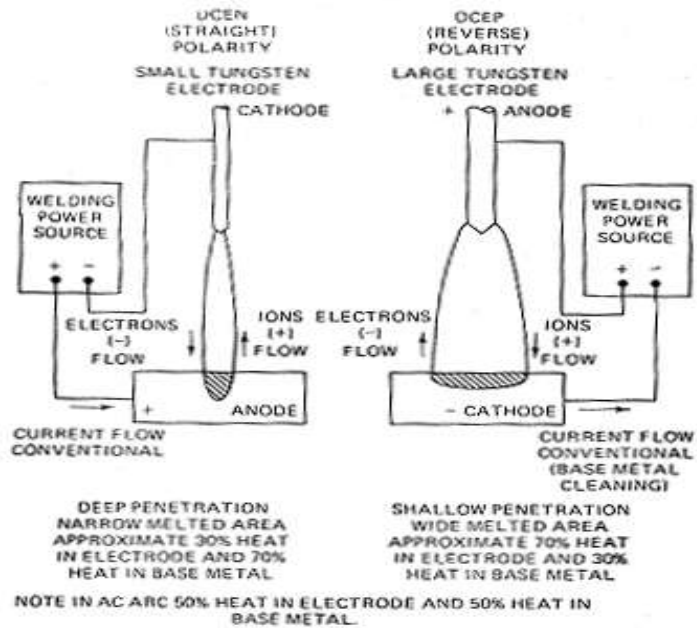 DCEN
(STRAIGHT)
POLARITY
SMALL TUNGSTEN
ELECTRODE
CATHODE
WELDING
POWER
SOURCE
+ −
ELECTRONS
(−)
FLOW
IONS
(+)
FLOW
+ ANODE
CURRENT FLOW
CONVENTIONAL
DEEP PENETRATION
NARROW MELTED AREA
APPROXIMATE 30% HEAT
IN ELECTRODE AND 70%
HEAT IN BASE METAL
DCEP
(REVERSE)
POLARITY
LARGE TUNGSTEN
ELECTRODE
+ ANODE
WELDING
POWER
SOURCE
+ −
ELECTRONS
(−)
FLOW
IONS
(+)
FLOW
− CATHODE
CURRENT FLOW
CONVENTIONAL
(BASE METAL
CLEANING)
SHALLOW PENETRATION
WIDE MELTED AREA
APPROXIMATE 70% HEAT
IN ELECTRODE AND 30%
HEAT IN BASE METAL
NOTE IN AC ARC 50% HEAT IN ELECTRODE AND 50% HEAT IN
BASE METAL.